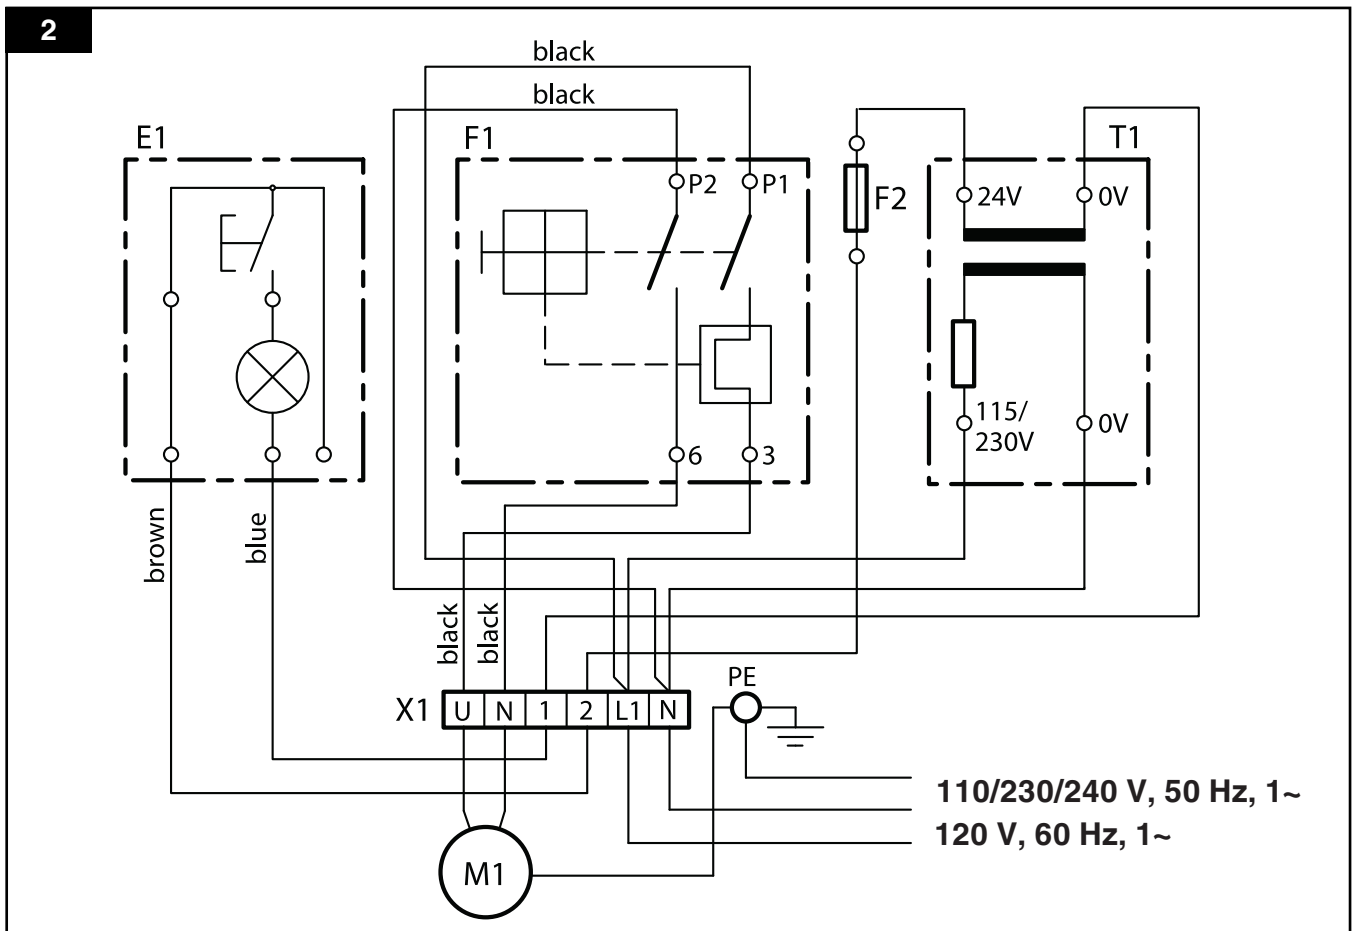 2
black
black
E1
F1
T1
P2
P1
F2
24V
0V
115/
230V
0V
6
3
brown
blue
black
black
PE
X1
U N 1 2 L1 N
110/230/240 V, 50 Hz, 1~
120 V, 60 Hz, 1~
M1